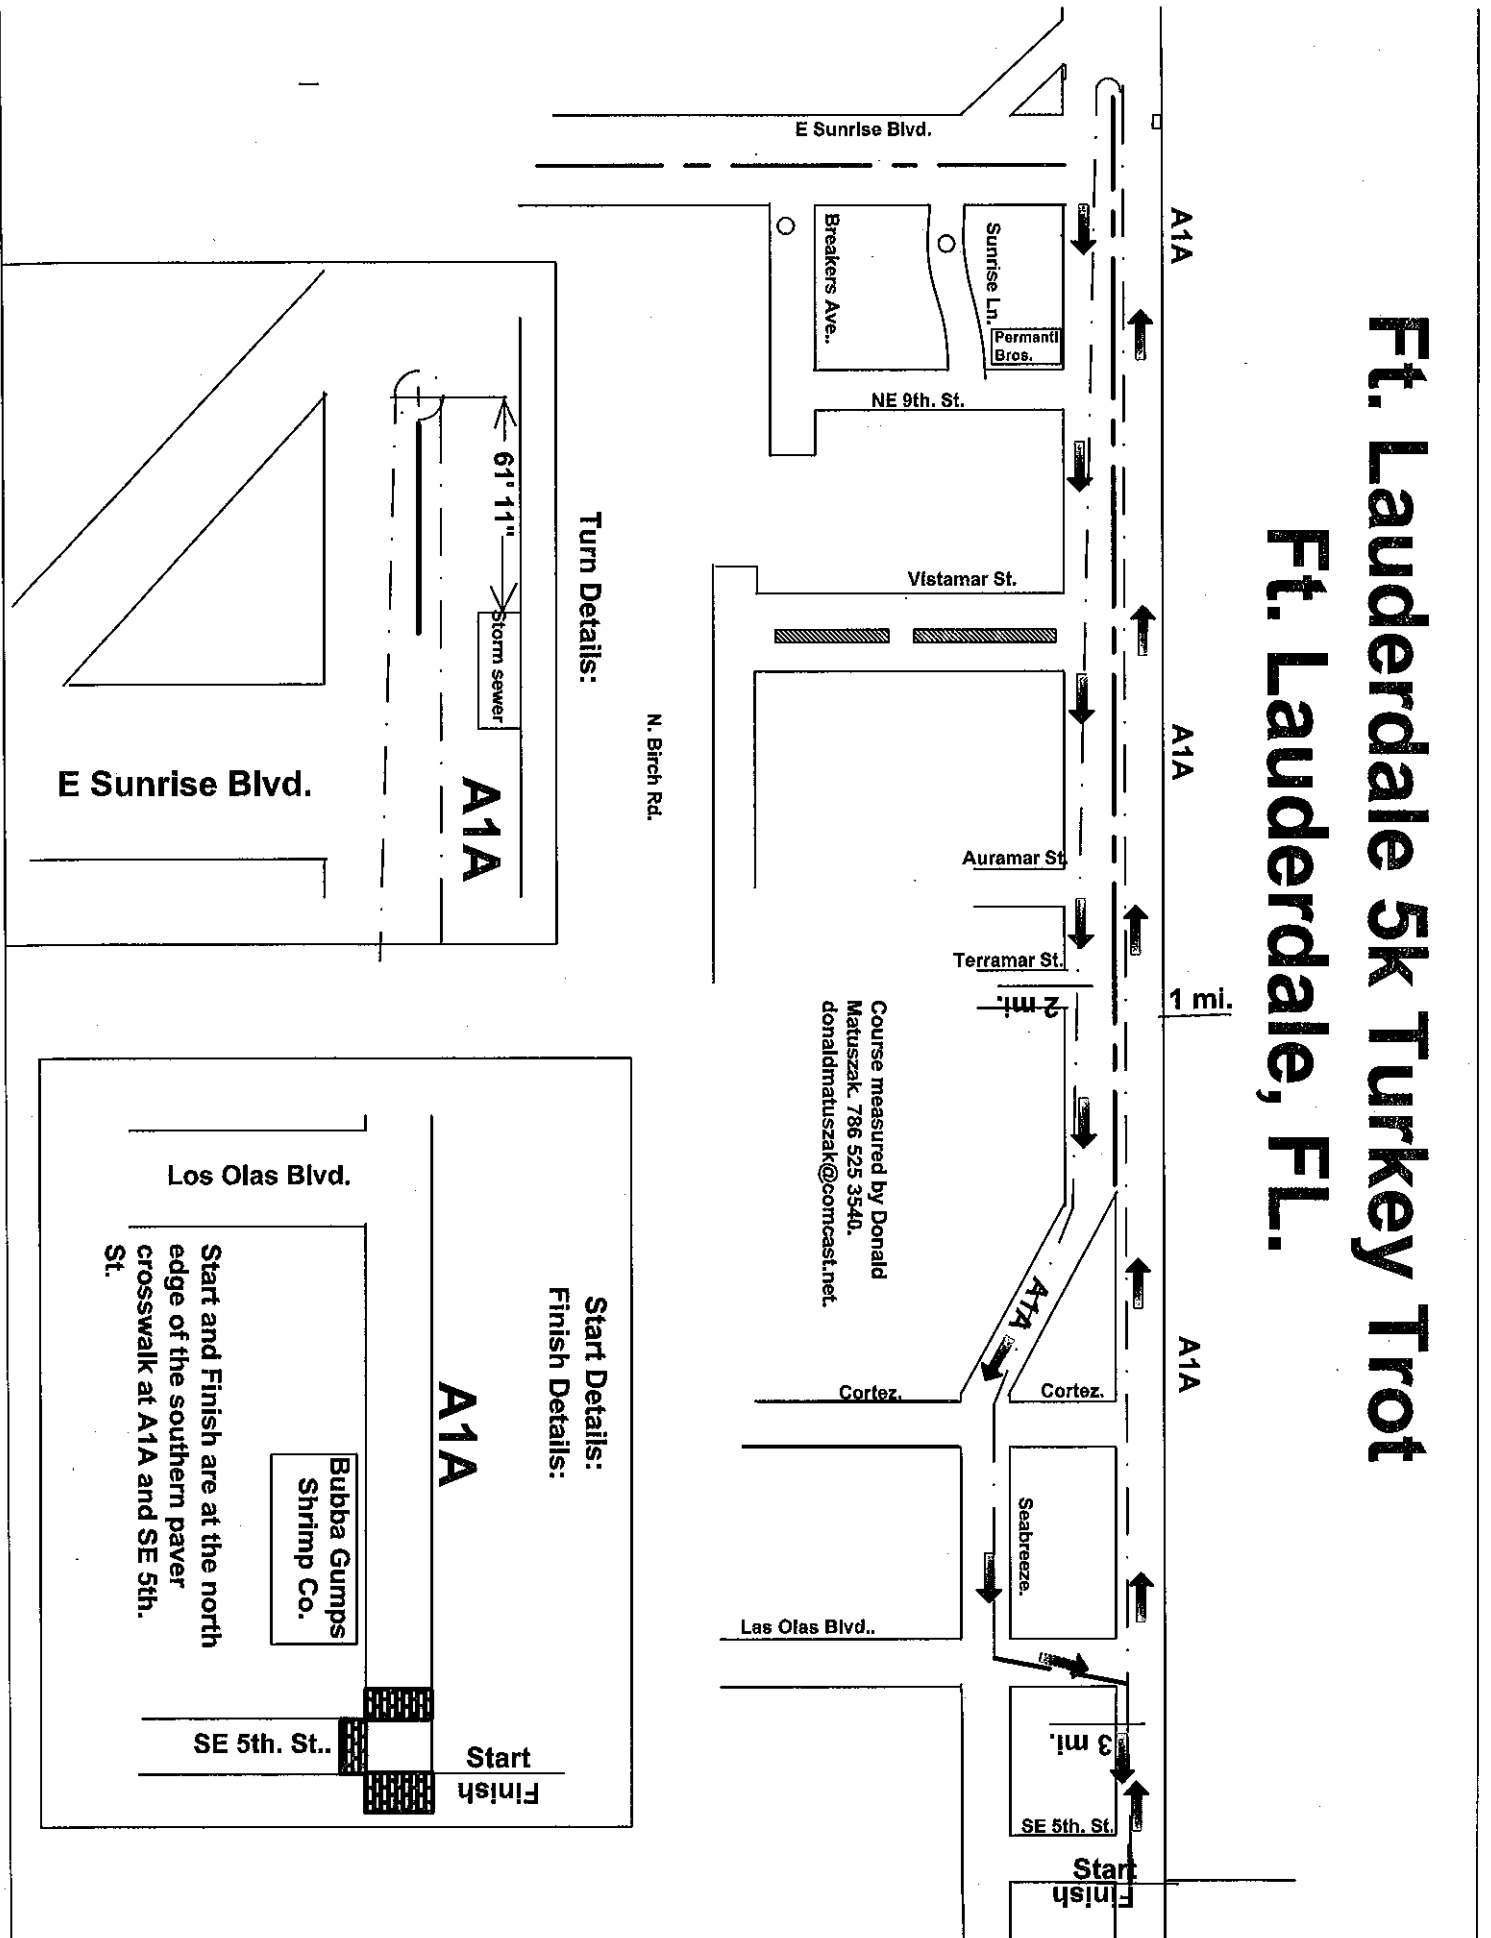 Ft. Lauderdale 5k Turkey Trot
Ft. Lauderdale, FL.
E Sunrise Blvd.
A1A
Breakers Ave..
Sunrise Ln.
Permanti
Bros.
NE 9th. St.
Vistamar St.
A1A
N. Birch Rd.
Auramar St.
Terramar St.
1 mi.
2 mi.
Course measured by Donald
Matuszak. 786 525 3540.
donaldmatuszak@comcast.net.
A1A
A1A
Cortez.
Cortez.
Seabreeze.
Las Olas Blvd..
3 mi.
SE 5th. St.
Start
Finish
Turn Details:
61' 11"
Storm sewer
A1A
E Sunrise Blvd.
Start Details:
Finish Details:
Los Olas Blvd.
A1A
Bubba Gumps
Shrimp Co.
Start and Finish are at the north
edge of the southern paver
crosswalk at A1A and SE 5th.
St.
SE 5th. St..
Start
Finish